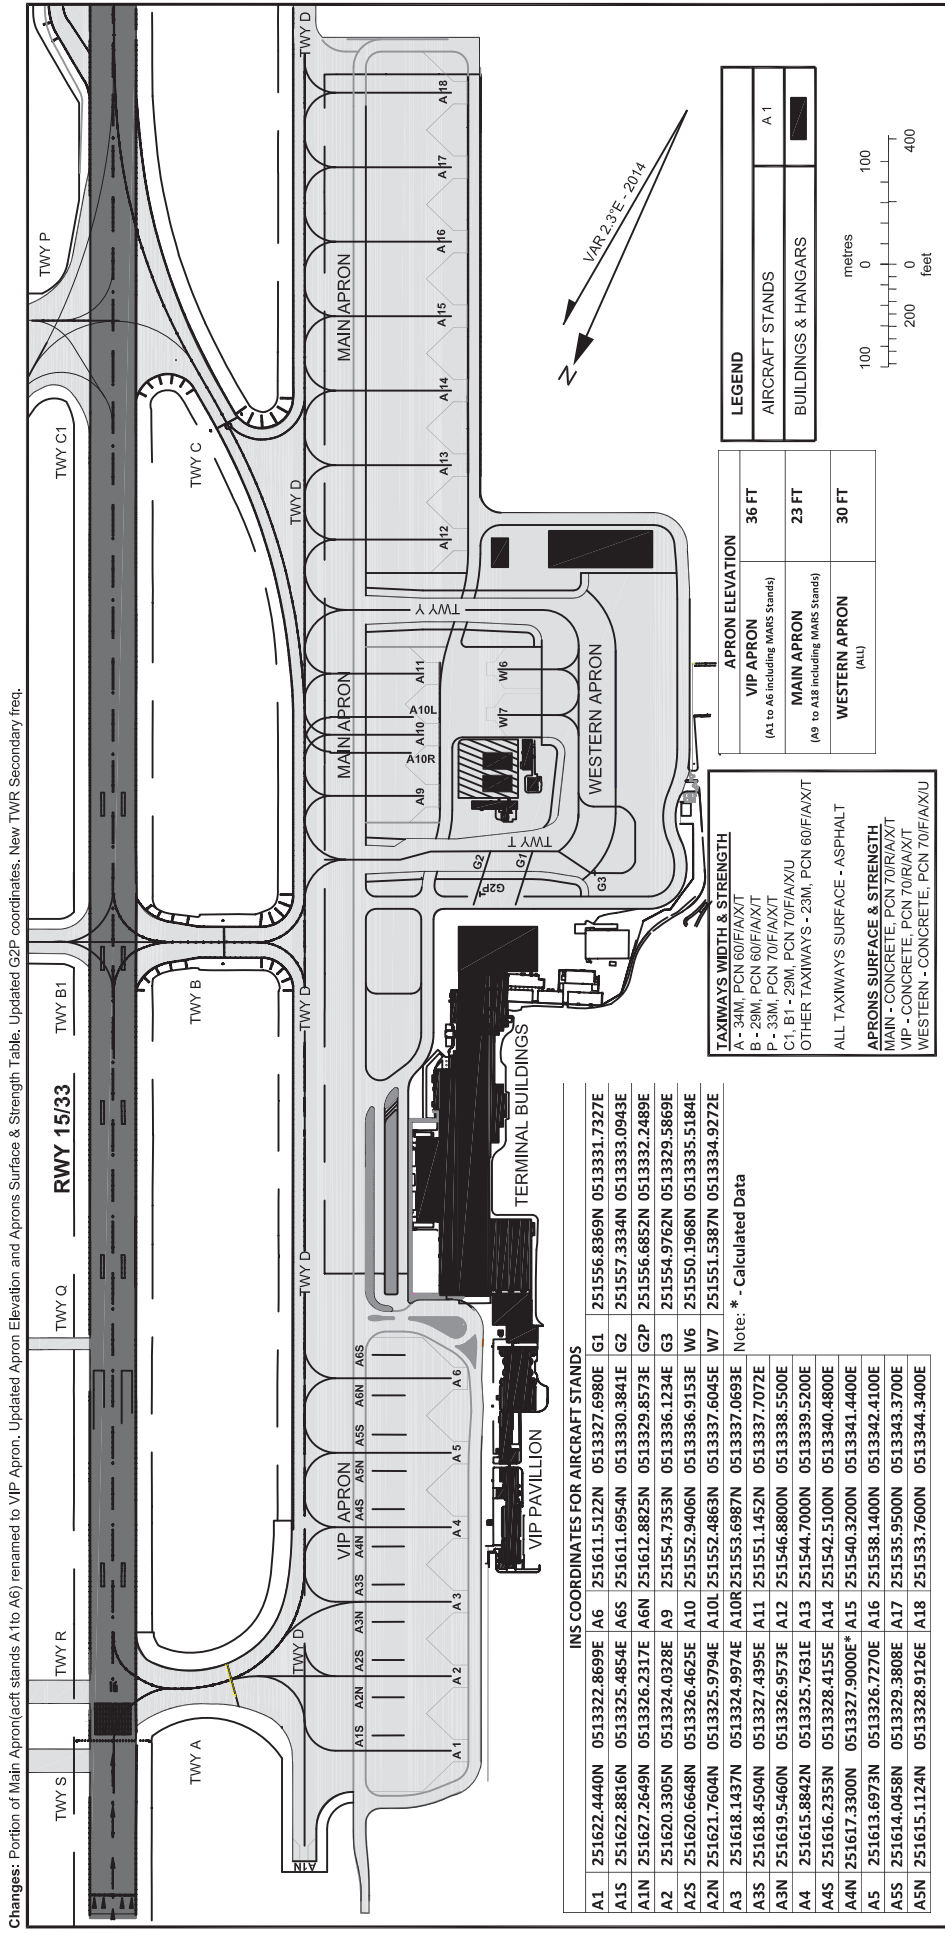 Changes: Portion of Main Apron(acft stands A1to A6) renamed to VIP Apron. Updated Apron Elevation and Aprons Surface & Strength Table. Updated G2P coordinates. New TWR Secondary freq.
TWY S
TWY R
TWY Q
TWY B1
TWY C1
TWY P
RWY 15/33
TWY A
TWY B
TWY C
TWY D
TWY D
TWY D
TWY D
TWY D
A1N
VIP APRON
MAIN APRON
MAIN APRON
A1S
A2N
A2S
A3N
A3S
A4N
A4S
A5N
A5S
A6N
A6S
A1
A2
A3
A4
A5
A6
A9
A10R
A10
A10L
A11
A12
A13
A14
A15
A16
A17
A18
TWY T
TWY Y
G2
G1
G2P
G3
W7
W6
WESTERN APRON
VIP PAVILLION
TERMINAL BUILDINGS
N
VAR 2.3°E - 2014
LEGEND
AIRCRAFT STANDS A 1
BUILDINGS & HANGARS
metres
100 0 100
200 0 400
feet
APRON ELEVATION
VIP APRON 36 FT
(A1 to A6 including MARS Stands)
MAIN APRON 23 FT
(A9 to A18 including MARS Stands)
WESTERN APRON 30 FT
(ALL)
TAXIWAYS WIDTH & STRENGTH
A - 34M, PCN 60/F/A/X/T
B - 29M, PCN 60/F/A/X/T
P - 33M, PCN 70/F/A/X/T
C1, B1 - 29M, PCN 70/F/A/X/U
OTHER TAXIWAYS - 23M, PCN 60/F/A/X/T
ALL TAXIWAYS SURFACE - ASPHALT
APRONS SURFACE & STRENGTH
MAIN - CONCRETE, PCN 70/R/A/X/T
VIP - CONCRETE, PCN 70/R/A/X/T
WESTERN - CONCRETE, PCN 70/F/A/X/U
INS COORDINATES FOR AIRCRAFT STANDS
A1 251622.4440N 0513322.8699E A6 251611.5122N 0513327.6980E G1 251556.8369N 0513331.7327E
A1S 251622.8816N 0513325.4854E A6S 251611.6954N 0513330.3841E G2 251557.3334N 0513333.0943E
A1N 251627.2649N 0513326.2317E A6N 251612.8825N 0513329.8573E G2P 251556.6852N 0513332.2489E
A2 251620.3305N 0513324.0328E A9 251554.7353N 0513336.1234E G3 251554.9762N 0513329.5869E
A2S 251620.6648N 0513326.4625E A10 251552.9406N 0513336.9153E W6 251550.1968N 0513335.5184E
A2N 251621.7604N 0513325.9794E A10L 251552.4863N 0513337.6045E W7 251551.5387N 0513334.9272E
A3 251618.1437N 0513324.9974E A10R 251553.6987N 0513337.0693E Note: * - Calculated Data
A3S 251618.4504N 0513327.4395E A11 251551.1452N 0513337.7072E
A3N 251619.5460N 0513326.9573E A12 251546.8800N 0513338.5500E
A4 251615.8842N 0513325.7631E A13 251544.7000N 0513339.5200E
A4S 251616.2353N 0513328.4155E A14 251542.5100N 0513340.4800E
A4N 251617.3300N 0513327.9000E* A15 251540.3200N 0513341.4400E
A5 251613.6973N 0513326.7270E A16 251538.1400N 0513342.4100E
A5S 251614.0458N 0513329.3808E A17 251535.9500N 0513343.3700E
A5N 251615.1124N 0513328.9126E A18 251533.7600N 0513344.3400E